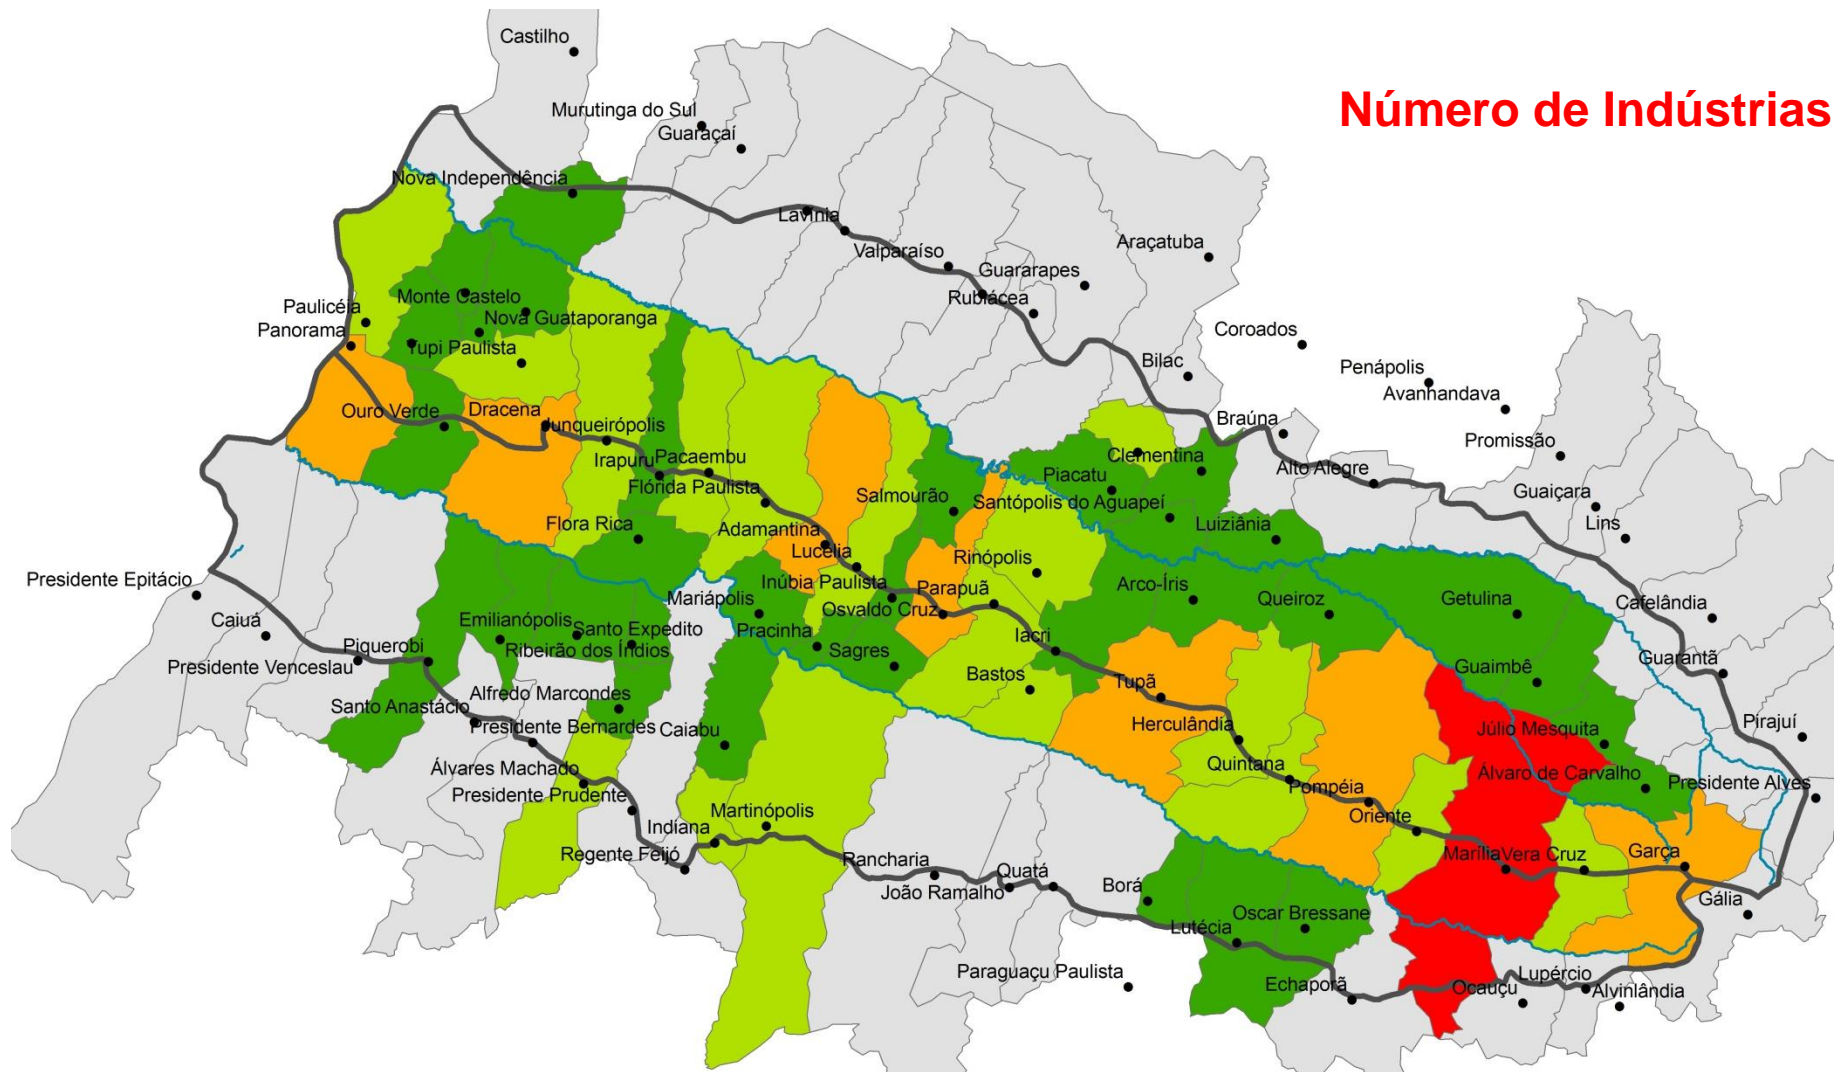 Castilho
Número de Indústrias
Murutinga do Sul
Guaraçaí
Nova Independência
Lavínia
Araçatuba
Valparaíso
Guararapes
Rubiácea
Monte Castelo
Paulicéia
Nova Guataporanga
Panorama
Coroados
Tupi Paulista
Bilac
Penápolis
Avanhandava
Ouro Verde
Dracena
Junqueirópolis
Braúna
Promissão
Irapuru
Pacaembu
Clementina
Alto Alegre
Piacatu
Flórida Paulista
Salmourão
Santópolis do Aguapeí
Guaiçara
Lins
Flora Rica
Adamantina
Luiziânia
Lucélia
Rinópolis
Presidente Epitácio
Inúbia Paulista
Parapuã
Arco-Íris
Queiroz
Getulina
Mariápolis
Osvaldo Cruz
Cafelândia
Caiuá
Emilianópolis
Santo Expedito
Pracinha
Iacri
Piquerobi
Ribeirão dos Índios
Sagres
Presidente Venceslau
Guaimbê
Guarantã
Bastos
Tupã
Alfredo Marcondes
Santo Anastácio
Presidente Bernardes
Caiabu
Herculândia
Júlio Mesquita
Pirajuí
Álvares Machado
Quintana
Álvaro de Carvalho
Presidente Alves
Presidente Prudente
Pompéia
Martinópolis
Oriente
Indiana
Regente Feijó
Rancharia
Marília
Vera Cruz
Garça
João Ramalho
Quatá
Borá
Oscar Bressane
Gália
Lutécia
Paraguaçu Paulista
Echaporã
Lupércio
Ocauçu
Alvinlândia